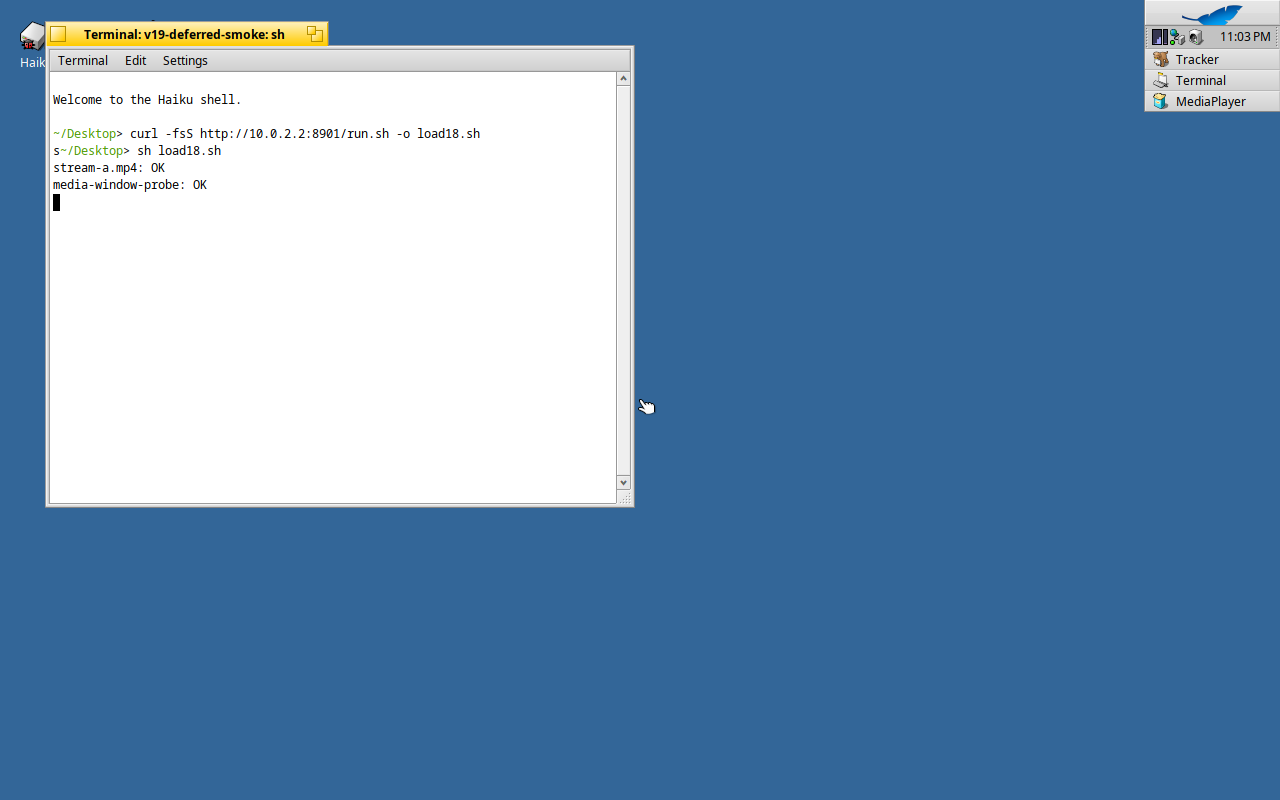 Terminal: v19-deferred-smoke: sh
Haik
Terminal Edit Settings
Welcome to the Haiku shell.
~/Desktop> curl -fsS http://10.0.2.2:8901/run.sh -o load18.sh
s~/Desktop> sh load18.sh
stream-a.mp4: OK
media-window-probe: OK
11:03 PM
Tracker
Terminal
MediaPlayer